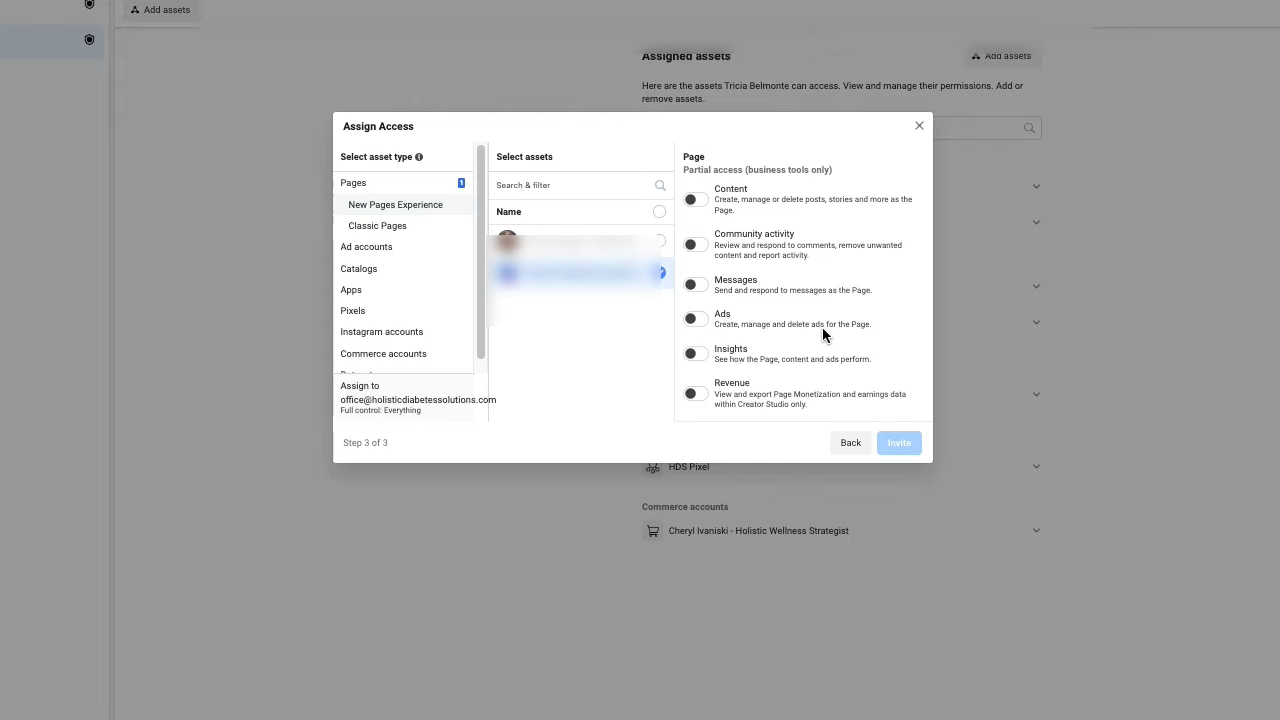 Add assets
Assigned assets
Add assets
Here are the assets Tricia Belmonte can access. View and manage their permissions. Add or
remove assets.
Assign Access
Select asset type
Pages
1
New Pages Experience
Classic Pages
Ad accounts
Catalogs
Apps
Pixels
Instagram accounts
Commerce accounts
Assign to
office@holisticdiabetessolutions.com
Full control: Everything
Select assets
Search & filter
Name
Page
Partial access (business tools only)
Content
Create, manage or delete posts, stories and more as the
Page.
Community activity
Review and respond to comments, remove unwanted
content and report activity.
Messages
Send and respond to messages as the Page.
Ads
Create, manage and delete ads for the Page.
Insights
See how the Page, content and ads perform.
Revenue
View and export Page Monetization and earnings data
within Creator Studio only.
Step 3 of 3
Back
Invite
HDS Pixel
Commerce accounts
Cheryl Ivaniski - Holistic Wellness Strategist